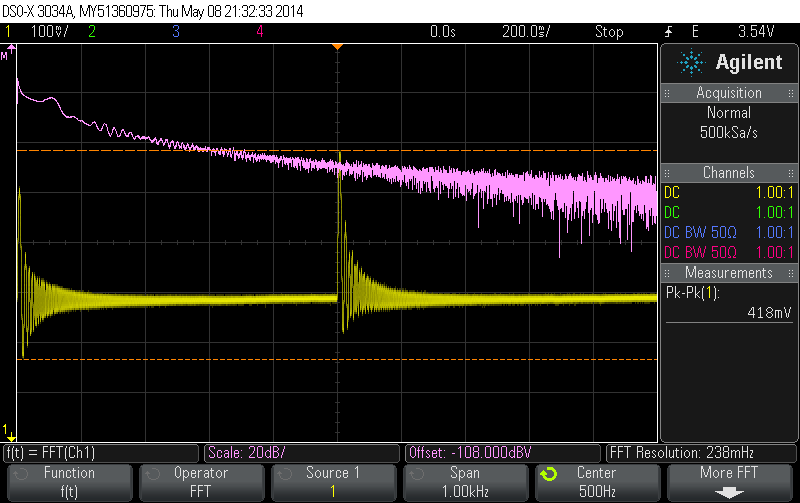 DSO-X 3034A, MY51360975: Thu May 08 21:32:33 2014
1 100mV/ 2 3 4 0.0s 200.0ms/ Stop E 3.54V
M
Agilent
Acquisition
Normal
500kSa/s
Channels
DC 1.00:1
DC 1.00:1
DC BW 50Ω 1.00:1
DC BW 50Ω 1.00:1
Measurements
Pk-Pk(1):
418mV
1
f(t) = FFT(Ch1) Scale: 20dB/ Offset: -108.000dBV FFT Resolution: 238mHz
Function Operator Source 1 Span Center More FFT
f(t) FFT 1 1.00kHz 500Hz